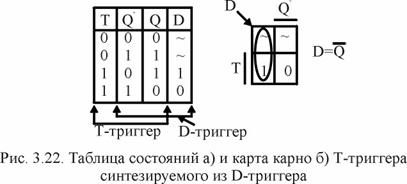 T Q` Q D
0 0 0 ~
0 1 1 ~
1 0 1 1
1 1 0 0
Т-триггер
D-триггер
D
Q`
~ ~
T 1 0
D=Q̅
Рис. 3.22. Таблица состояний а) и карта карно б) Т-триггера
синтезируемого из D-триггера